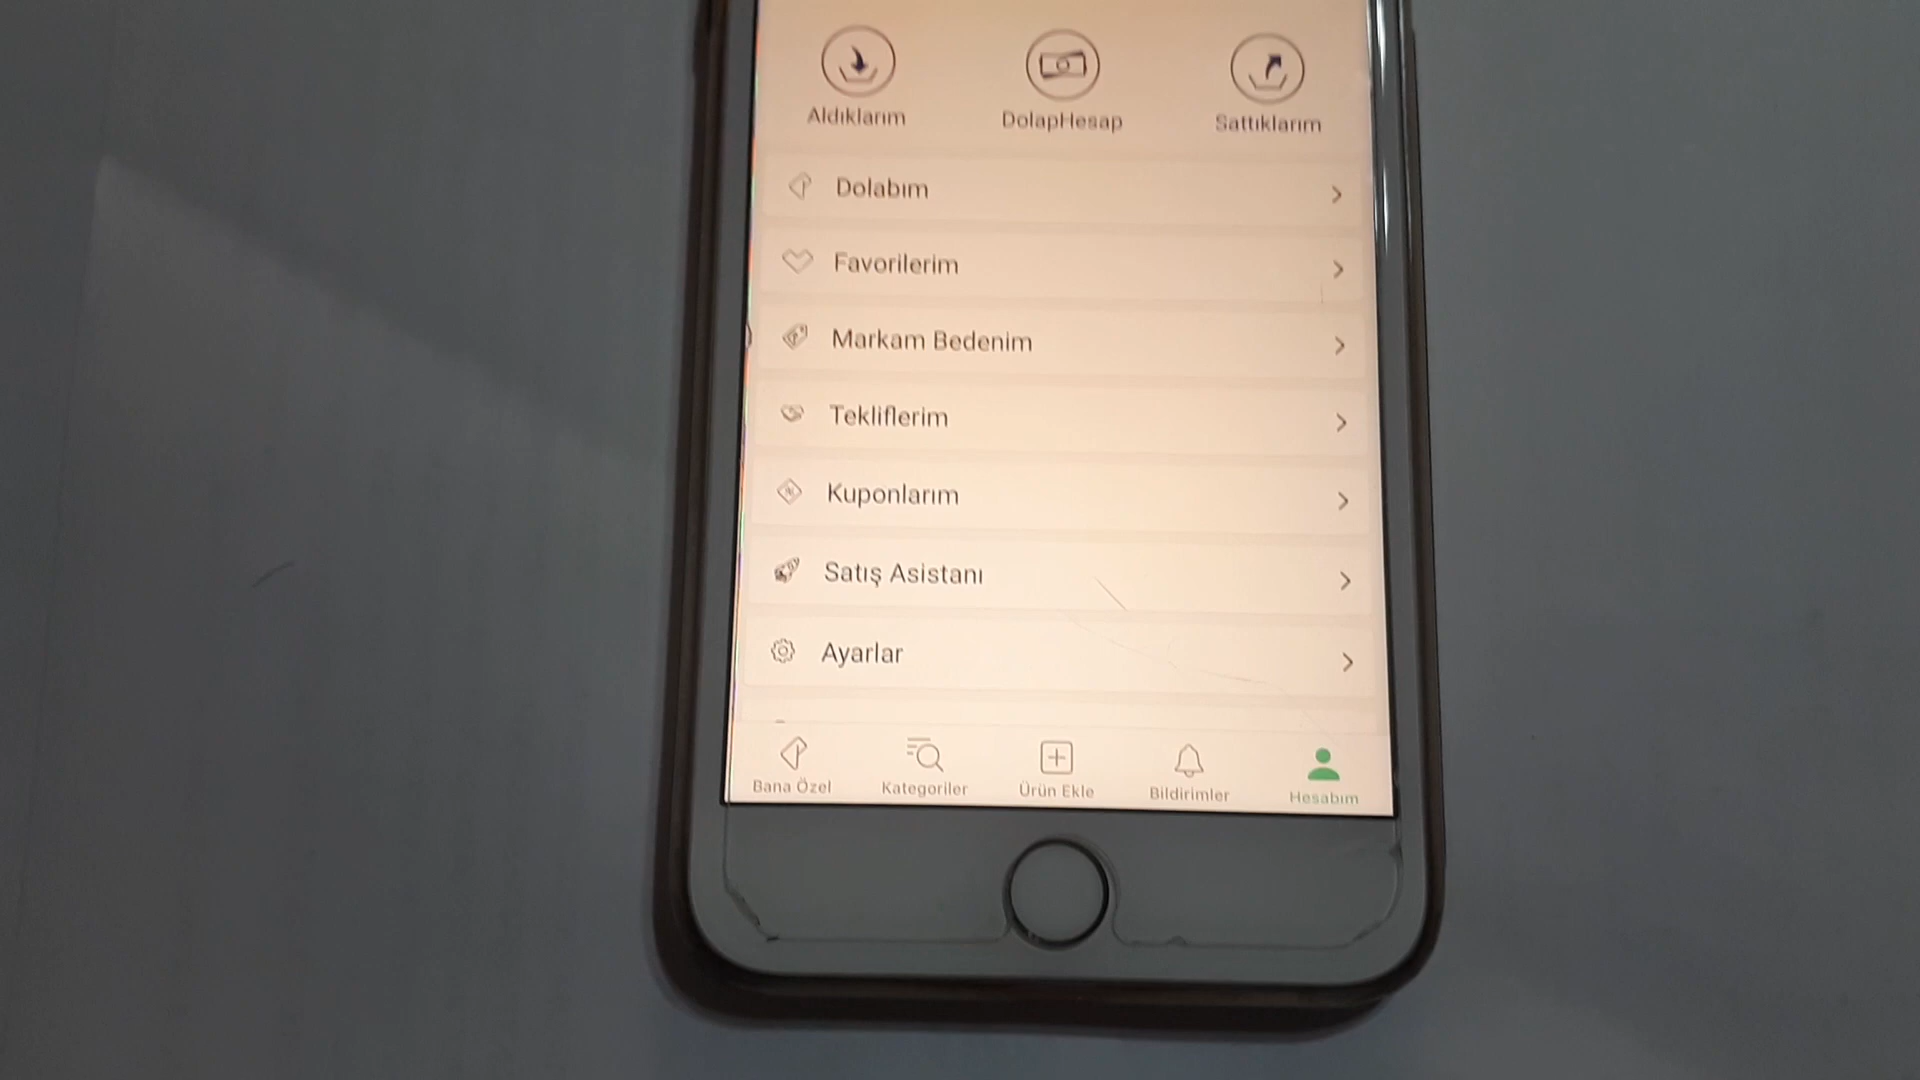 Aldıklarım
DolapHesap
Sattıklarım
Dolabım
Favorilerim
Markam Bedenim
Tekliflerim
Kuponlarım
Satış Asistanı
Ayarlar
Bana Özel
Kategoriler
Ürün Ekle
Bildirimler
Hesabım